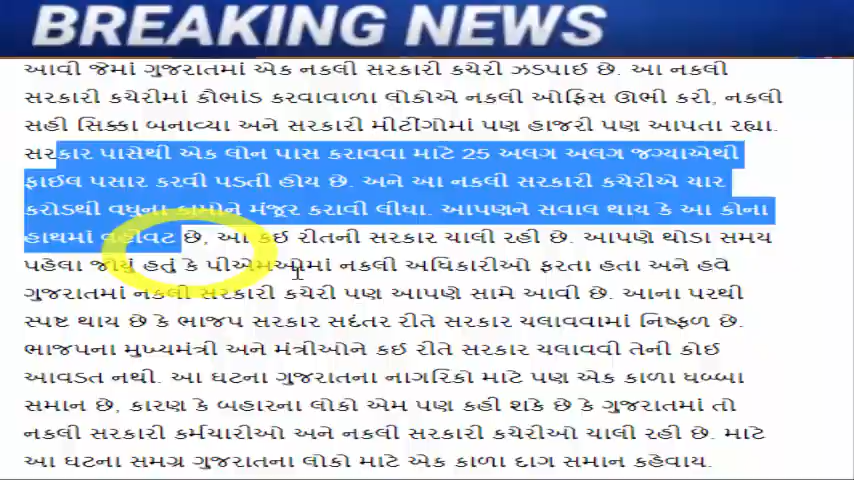 BREAKING NEWS
આવી જેમાં ગુજરાતમાં એક નકલી સરકારી કચેરી ઝડપાઈ છે. આ નકલી
સરકારી કચેરીમાં કૌભાંડ કરવાવાળા લોકોએ નકલી ઓફિસ ઊભી કરી, નકલી
સહી સિક્કા બનાવ્યા અને સરકારી મીટીંગોમાં પણ હાજરી પણ આપતા રહ્યા.
સરકાર પાસેથી એક લોન પાસ કરાવવા માટે 25 અલગ અલગ જગ્યાએથી
ફાઈલ પસાર કરવી પડતી હોય છે. અને આ નકલી સરકારી કચેરીએ ચાર
કરોડથી વધુના કામોને મંજૂર કરાવી લીધા. આપણને સવાલ થાય કે આ કોના
હાથમાં વહીવટ છે, આ કઈ રીતની સરકાર ચાલી રહી છે. આપણે થોડા સમય
પહેલા જોયું હતું કે પીએમઓમાં નકલી અધિકારીઓ ફરતા હતા અને હવે
ગુજરાતમાં નકલી સરકારી કચેરી પણ આપણે સામે આવી છે. આના પરથી
સ્પષ્ટ થાય છે કે ભાજપ સરકાર સદંતર રીતે સરકાર ચલાવવામાં નિષ્ફળ છે.
ભાજપના મુખ્યમંત્રી અને મંત્રીઓને કઈ રીતે સરકાર ચલાવવી તેની કોઈ
આવડત નથી. આ ઘટના ગુજરાતના નાગરિકો માટે પણ એક કાળા ધબ્બા
સમાન છે, કારણ કે બહારના લોકો એમ પણ કહી શકે છે કે ગુજરાતમાં તો
નકલી સરકારી કર્મચારીઓ અને નકલી સરકારી કચેરીઓ ચાલી રહી છે. માટે
આ ઘટના સમગ્ર ગુજરાતના લોકો માટે એક કાળા દાગ સમાન કહેવાય.